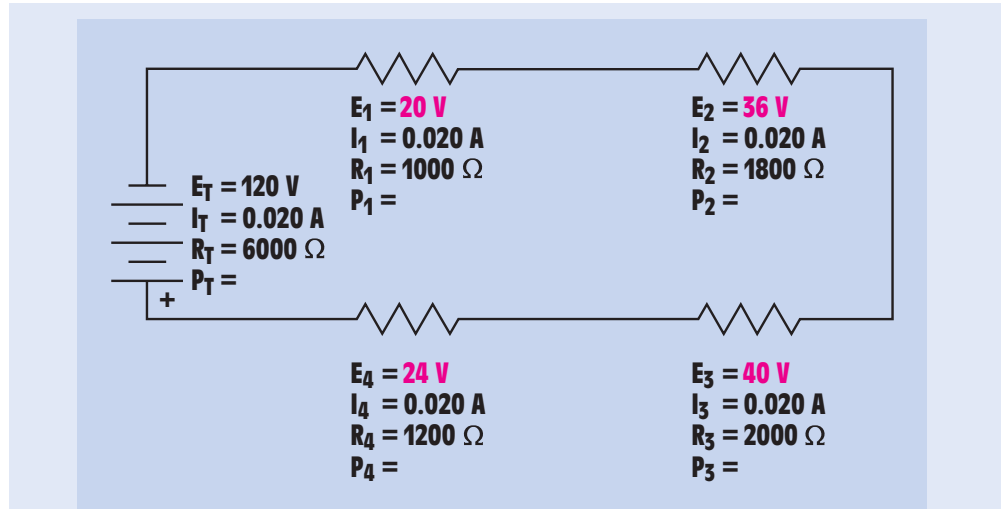 E1 = 20 V
I1 = 0.020 A
R1 = 1000 Ω
P1 =
E2 = 36 V
I2 = 0.020 A
R2 = 1800 Ω
P2 =
ET = 120 V
IT = 0.020 A
RT = 6000 Ω
PT =
+
E4 = 24 V
I4 = 0.020 A
R4 = 1200 Ω
P4 =
E3 = 40 V
I3 = 0.020 A
R3 = 2000 Ω
P3 =